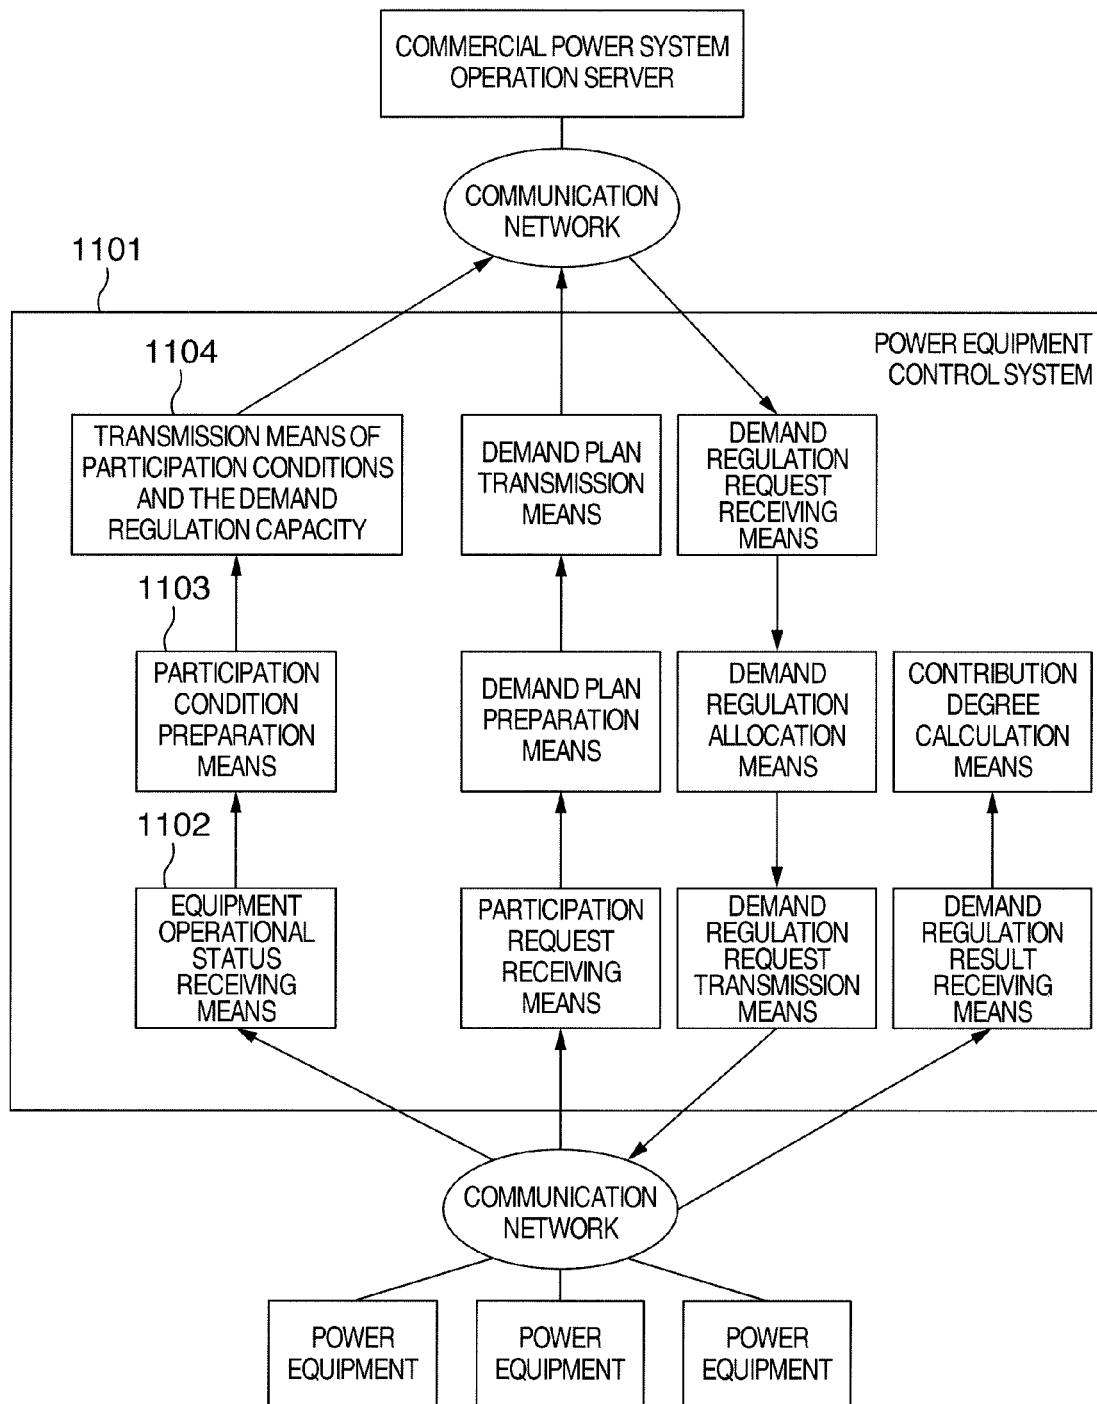 COMMERCIAL POWER SYSTEM
OPERATION SERVER
COMMUNICATION
NETWORK
1101
POWER EQUIPMENT
CONTROL SYSTEM
1104
TRANSMISSION MEANS OF
PARTICIPATION CONDITIONS
AND THE DEMAND
REGULATION CAPACITY
DEMAND PLAN
TRANSMISSION
MEANS
DEMAND
REGULATION
REQUEST
RECEIVING
MEANS
1103
PARTICIPATION
CONDITION
PREPARATION
MEANS
DEMAND PLAN
PREPARATION
MEANS
DEMAND
REGULATION
ALLOCATION
MEANS
CONTRIBUTION
DEGREE
CALCULATION
MEANS
1102
EQUIPMENT
OPERATIONAL
STATUS
RECEIVING
MEANS
PARTICIPATION
REQUEST
RECEIVING
MEANS
DEMAND
REGULATION
REQUEST
TRANSMISSION
MEANS
DEMAND
REGULATION
RESULT
RECEIVING
MEANS
COMMUNICATION
NETWORK
POWER
EQUIPMENT
POWER
EQUIPMENT
POWER
EQUIPMENT